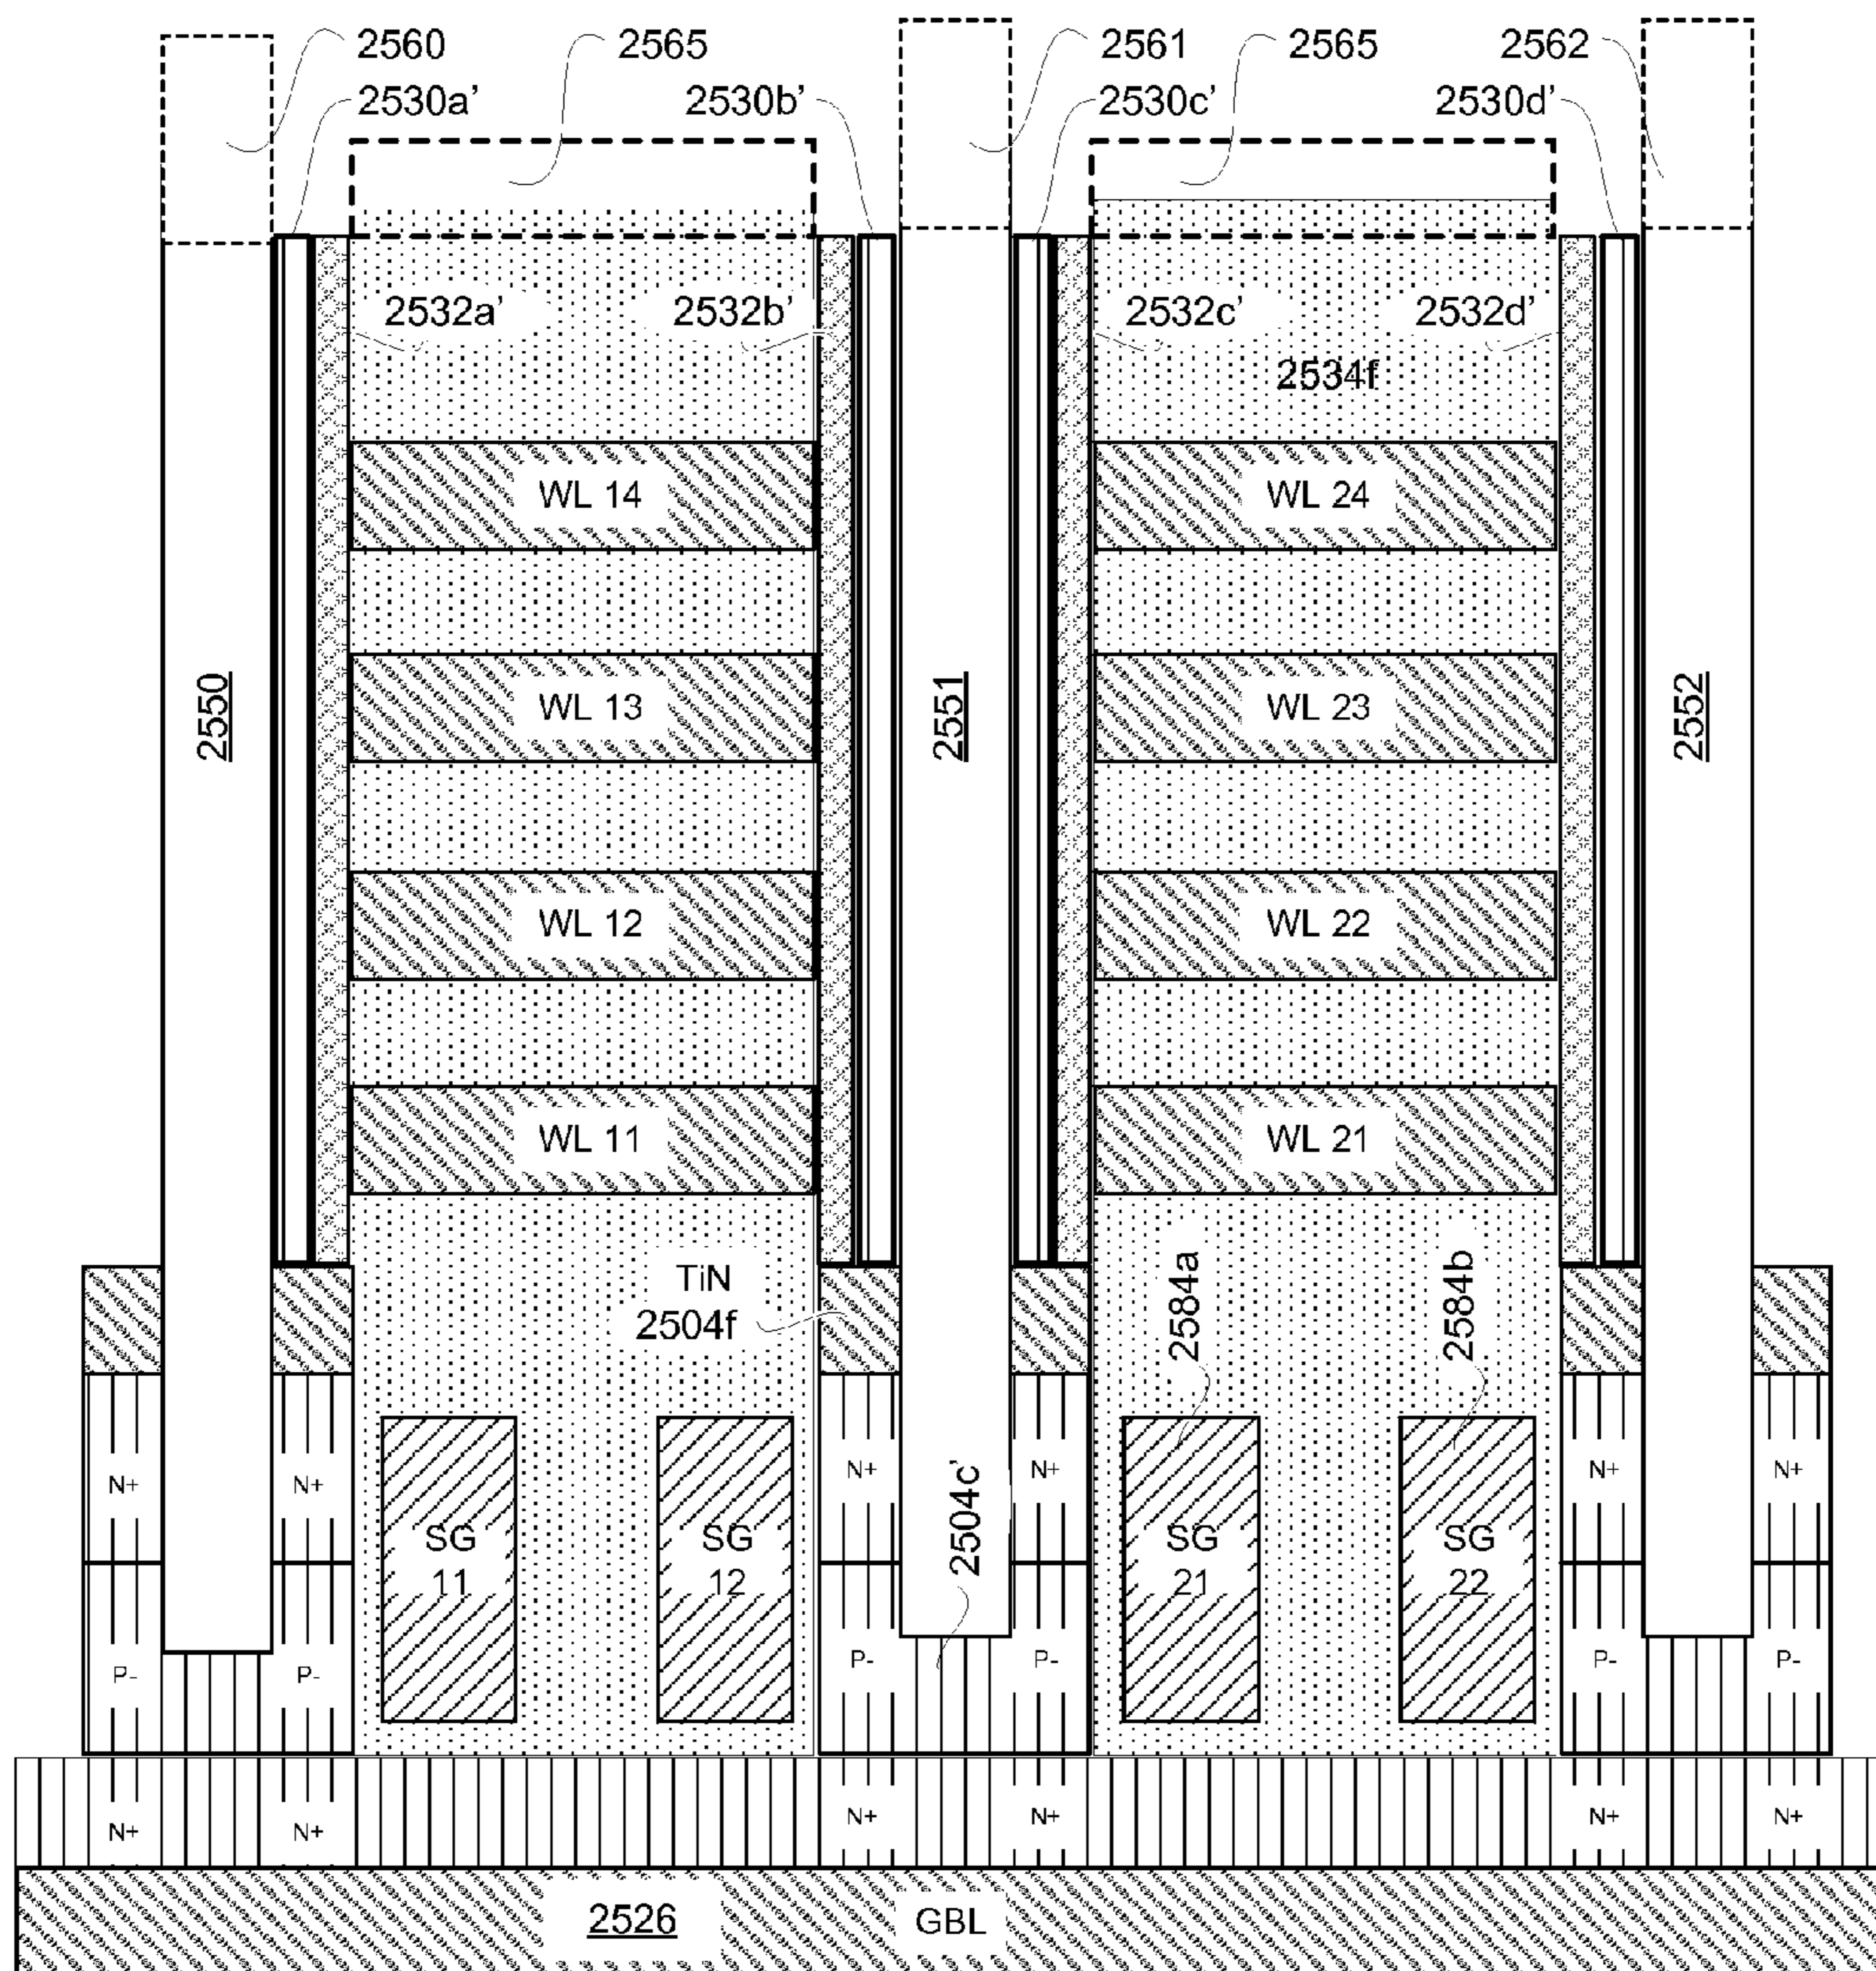 2560 2565 2561 2565 2562
2530a’ 2530b’ 2530c’ 2530d’
2532a’ 2532b’ 2532c’ 2532d’
2534f
WL 14 WL 24
2550 WL 13 2551 WL 23 2552
WL 12 WL 22
WL 11 WL 21
TiN
2504f 2584a 2584b
N+ N+ N+ N+ N+ N+
2504c’
SG SG SG SG
11 12 21 22
P- P- P- P- P- P-
N+ N+ N+ N+ N+ N+
2526 GBL